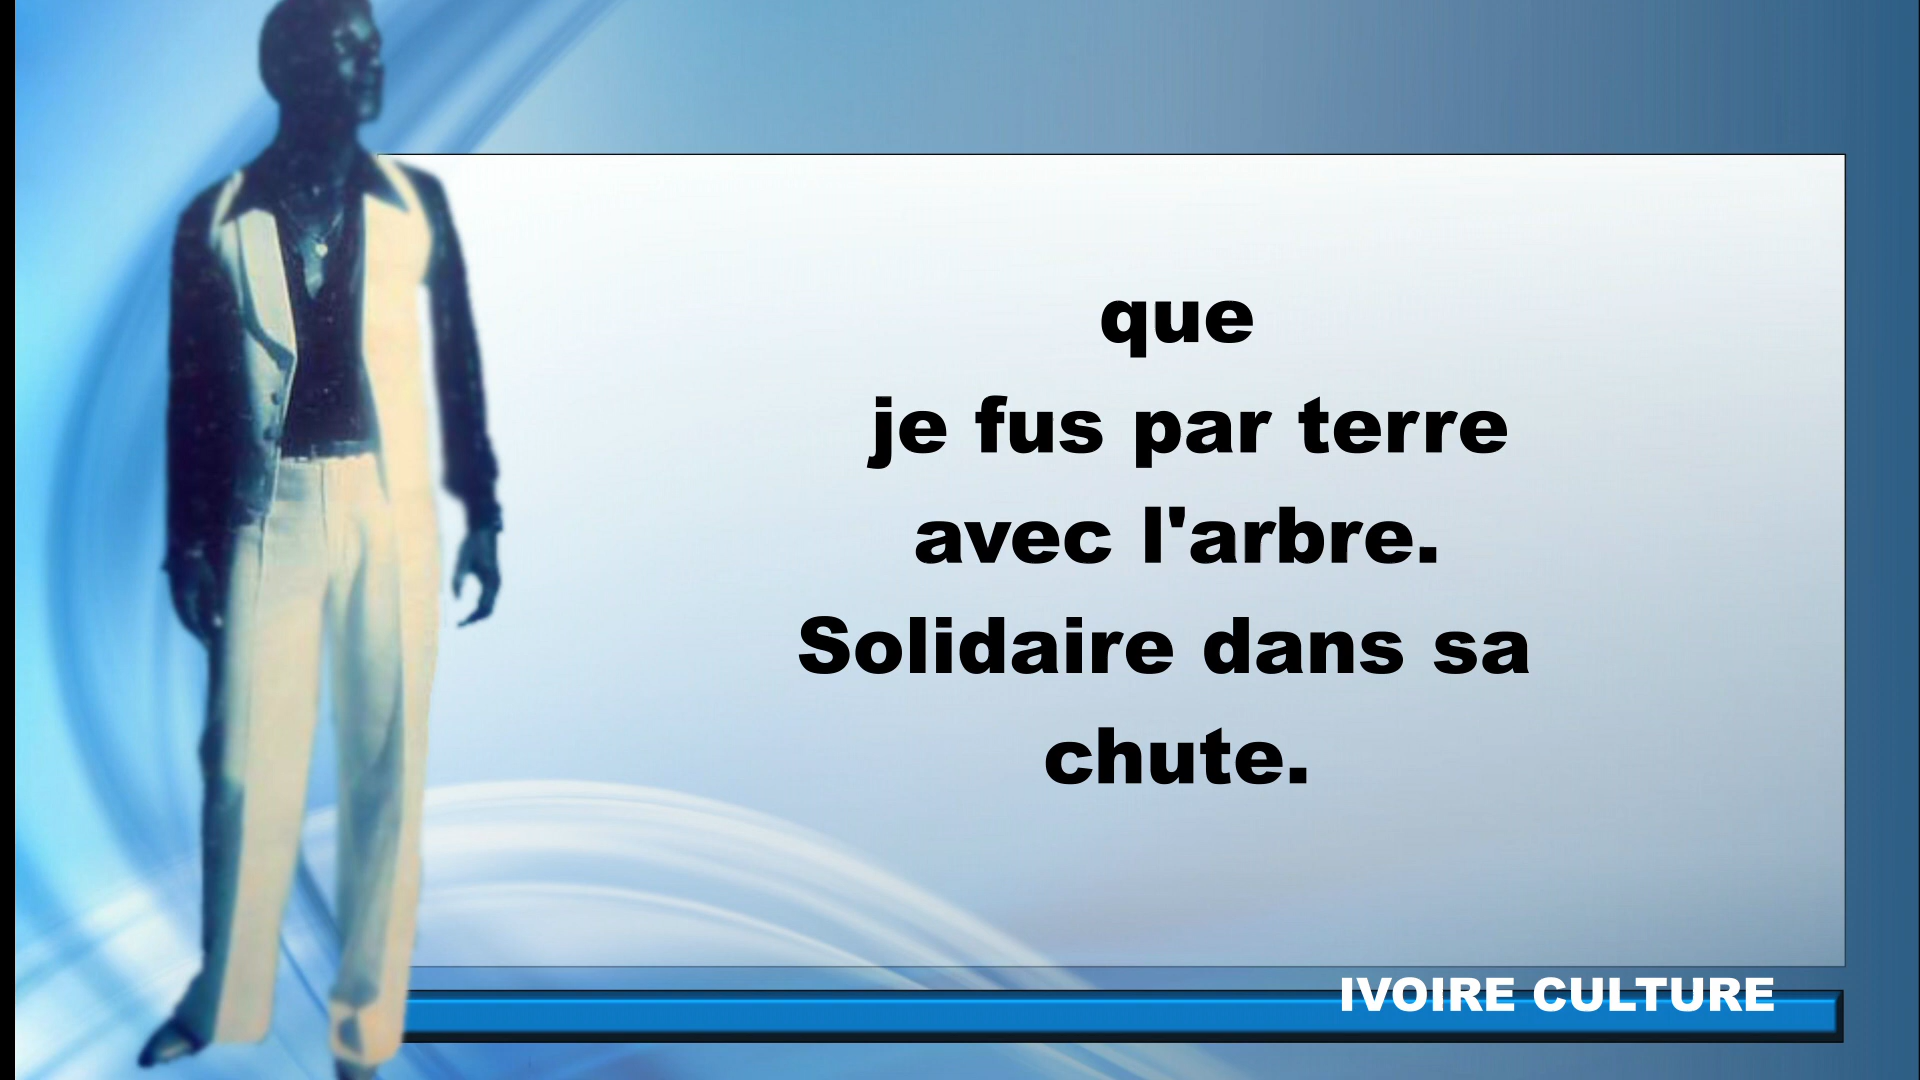 que
je fus par terre
avec l'arbre.
Solidaire dans sa
chute.
IVOIRE CULTURE